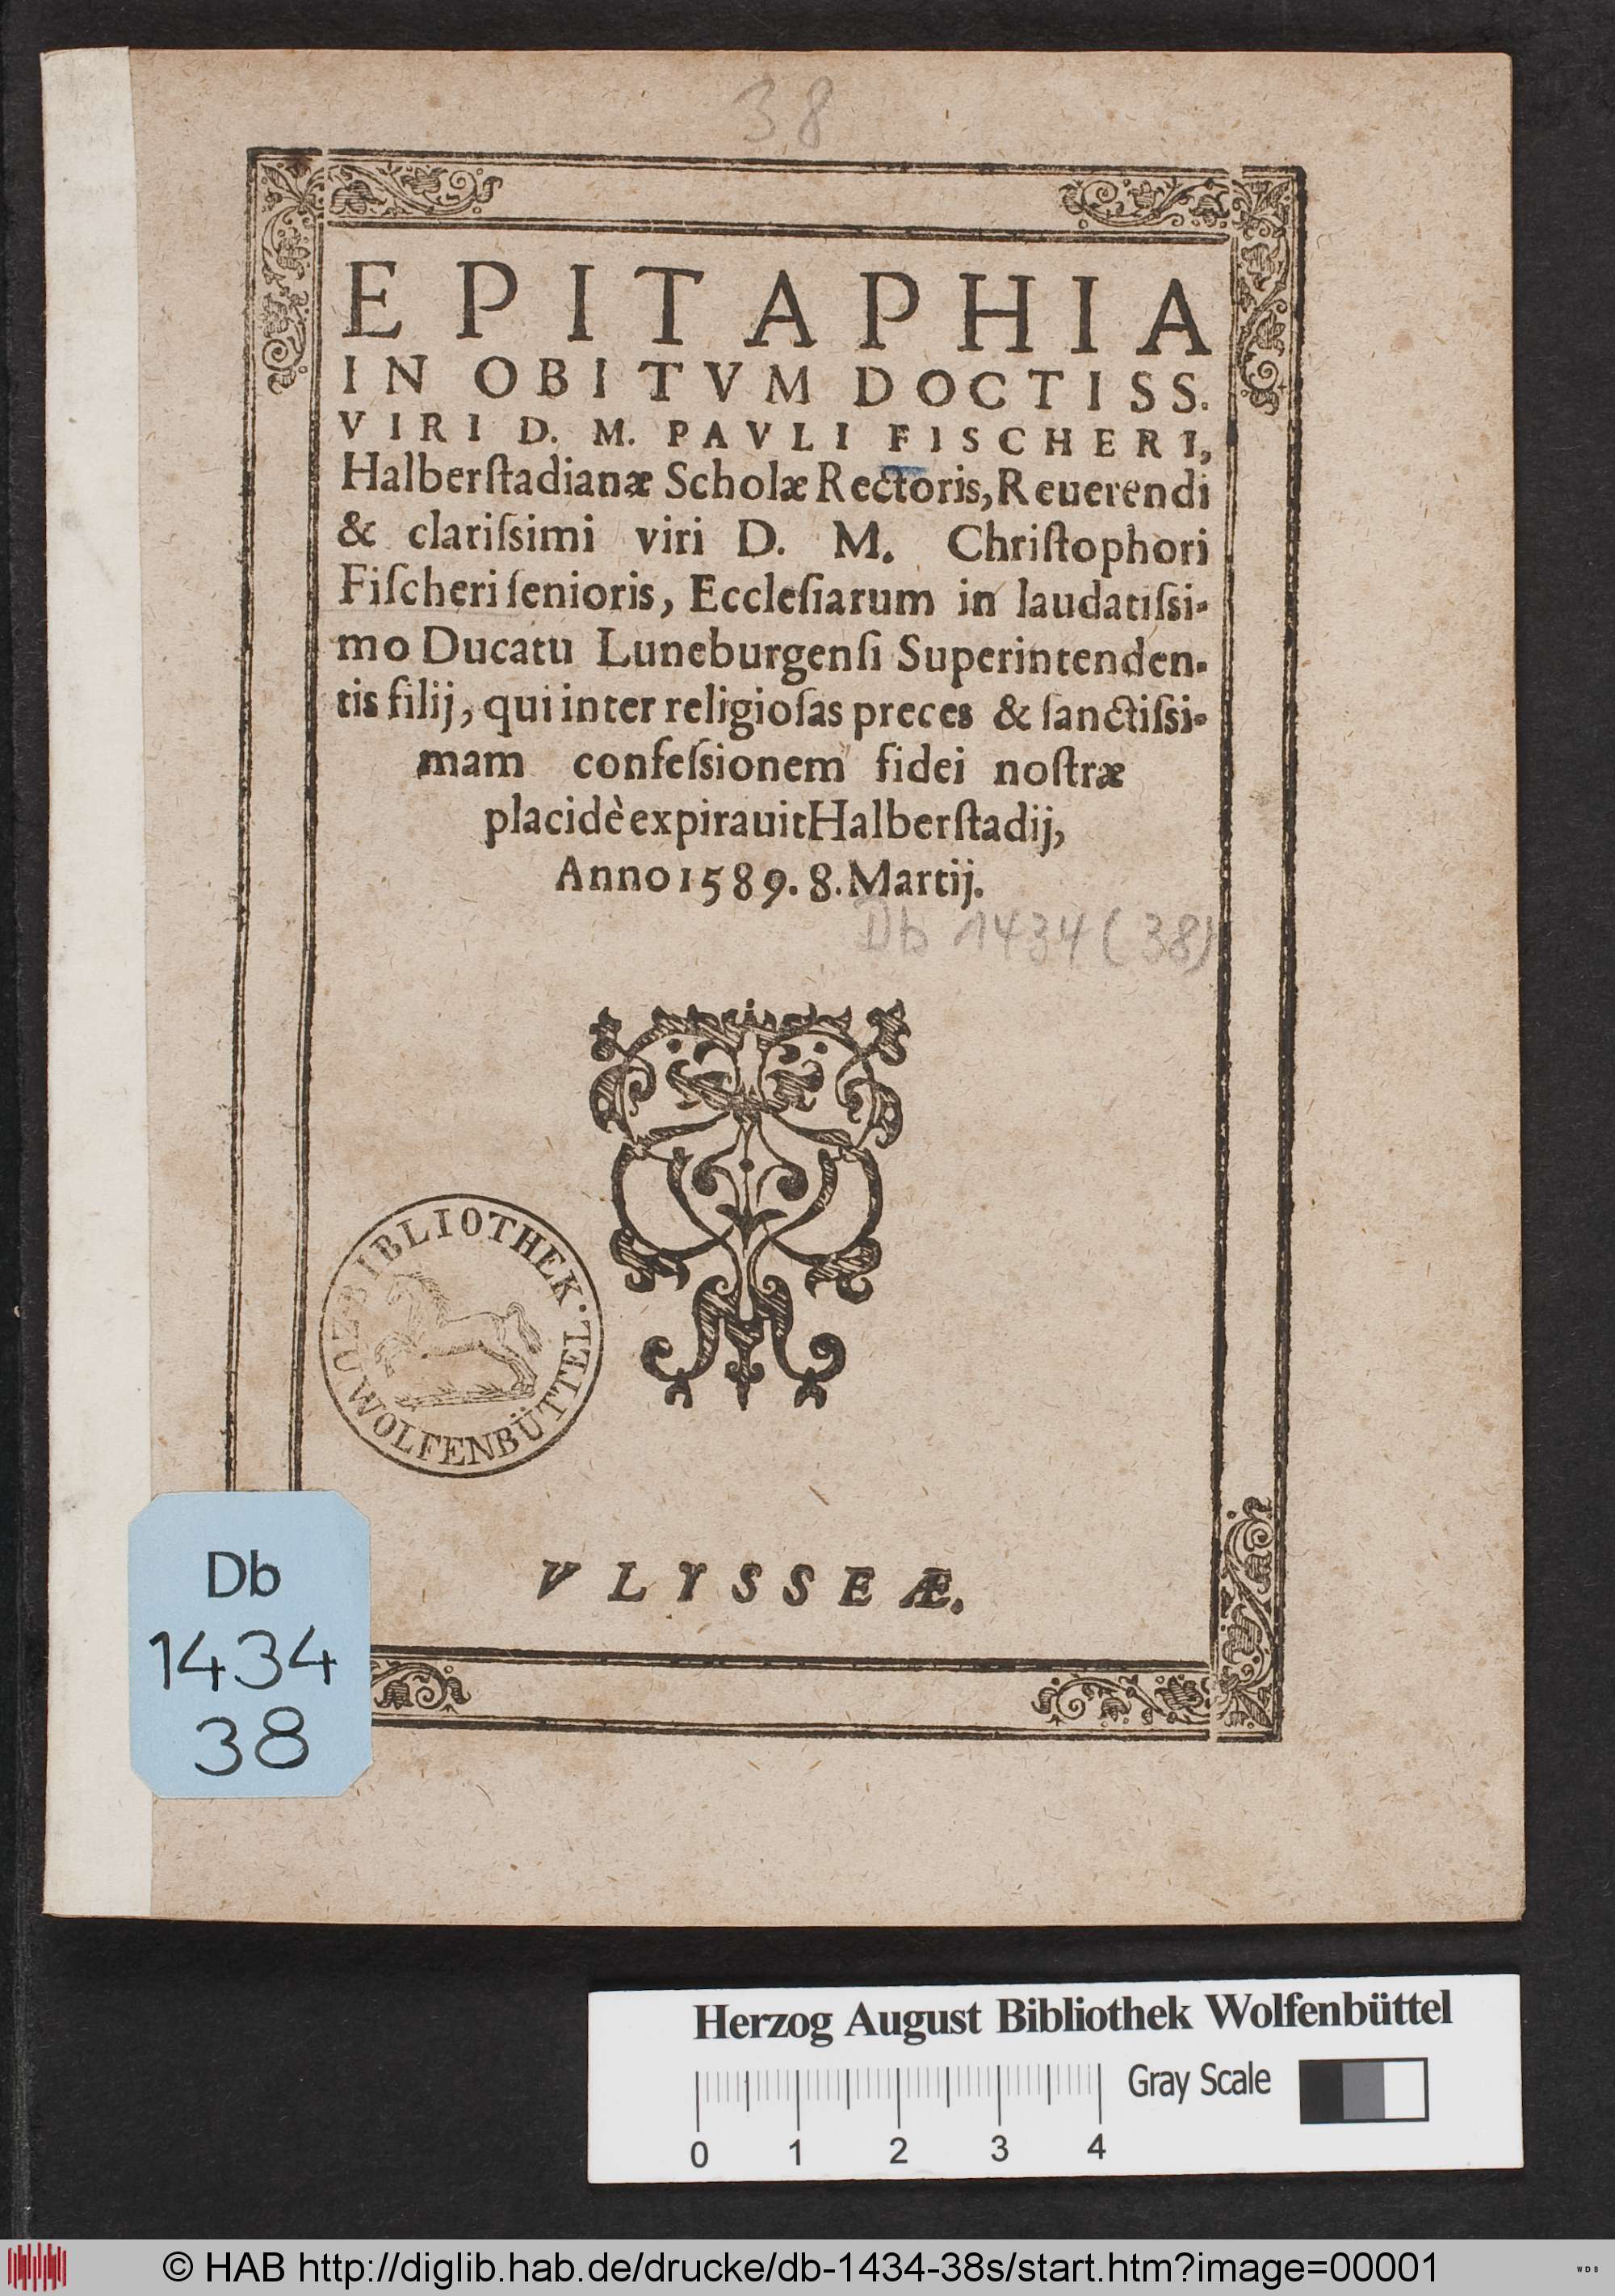 38
EPITAPHIA
IN OBITVM DOCTISS.
VIRI D. M. PAVLI FISCHERI,
Halberſtadianæ Scholæ Rectoris, Reuerendi
& clariſsimi viri D. M. Chriſtophori
Fiſcheri ſenioris, Eccleſiarum in laudatiſsi-
mo Ducatu Luneburgenſi Superintenden-
tis filij, qui inter religioſas preces & ſanctiſsi-
mam confeſsionem fidei noſtræ
placidè expirauit Halberſtadij,
Anno 1589. 8. Martij.
Db 1434 (38)
BIBLIOTHEK·
ZU WOLFENBÜTTEL
VLYSSEÆ.
Db
1434
38
Herzog August Bibliothek Wolfenbüttel
Gray Scale
0 1 2 3 4
© HAB http://diglib.hab.de/drucke/db-1434-38s/start.htm?image=00001
WDB